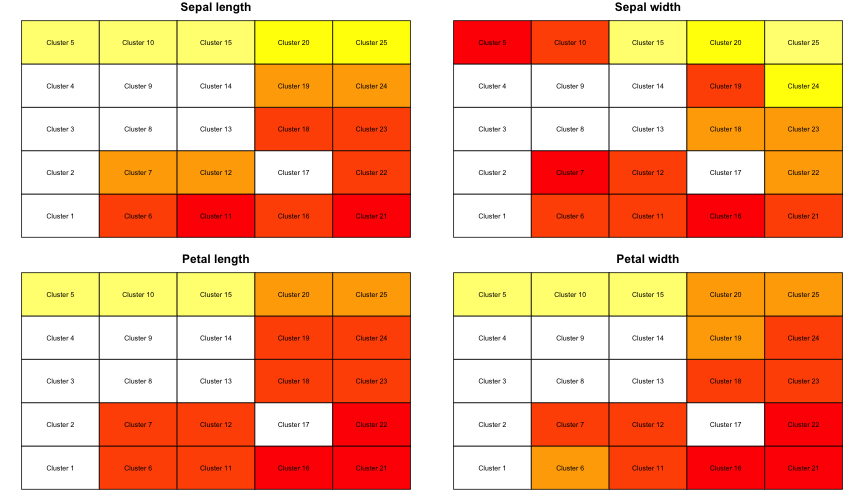 Sepal length
Cluster 5 Cluster 10 Cluster 15 Cluster 20 Cluster 25
Cluster 4 Cluster 9 Cluster 14 Cluster 19 Cluster 24
Cluster 3 Cluster 8 Cluster 13 Cluster 18 Cluster 23
Cluster 2 Cluster 7 Cluster 12 Cluster 17 Cluster 22
Cluster 1 Cluster 6 Cluster 11 Cluster 16 Cluster 21
Sepal width
Cluster 5 Cluster 10 Cluster 15 Cluster 20 Cluster 25
Cluster 4 Cluster 9 Cluster 14 Cluster 19 Cluster 24
Cluster 3 Cluster 8 Cluster 13 Cluster 18 Cluster 23
Cluster 2 Cluster 7 Cluster 12 Cluster 17 Cluster 22
Cluster 1 Cluster 6 Cluster 11 Cluster 16 Cluster 21
Petal length
Cluster 5 Cluster 10 Cluster 15 Cluster 20 Cluster 25
Cluster 4 Cluster 9 Cluster 14 Cluster 19 Cluster 24
Cluster 3 Cluster 8 Cluster 13 Cluster 18 Cluster 23
Cluster 2 Cluster 7 Cluster 12 Cluster 17 Cluster 22
Cluster 1 Cluster 6 Cluster 11 Cluster 16 Cluster 21
Petal width
Cluster 5 Cluster 10 Cluster 15 Cluster 20 Cluster 25
Cluster 4 Cluster 9 Cluster 14 Cluster 19 Cluster 24
Cluster 3 Cluster 8 Cluster 13 Cluster 18 Cluster 23
Cluster 2 Cluster 7 Cluster 12 Cluster 17 Cluster 22
Cluster 1 Cluster 6 Cluster 11 Cluster 16 Cluster 21